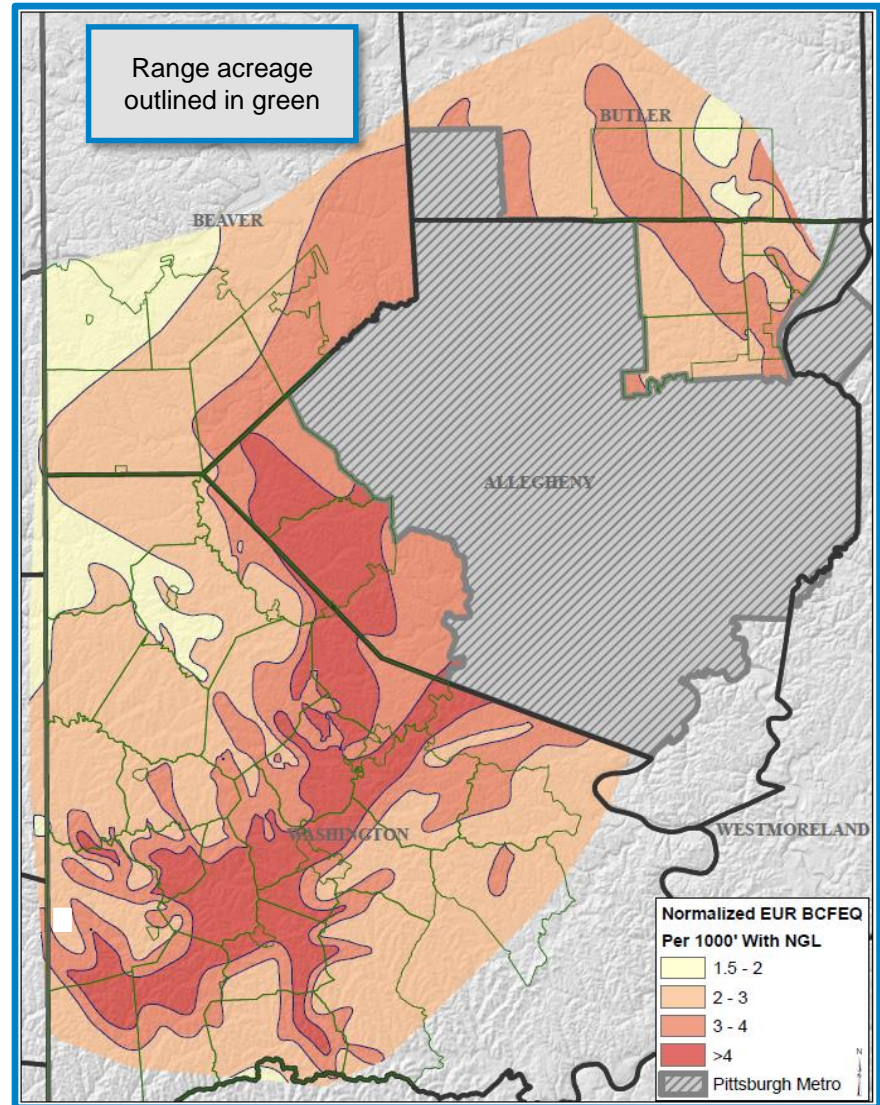 Range acreage
outlined in green
BUTLER
BEAVER
ALLEGHENY
WASHINGTON
WESTMORELAND
Normalized EUR BCFEQ
Per 1000' With NGL
1.5 - 2
2 - 3
3 - 4
>4
Pittsburgh Metro
N